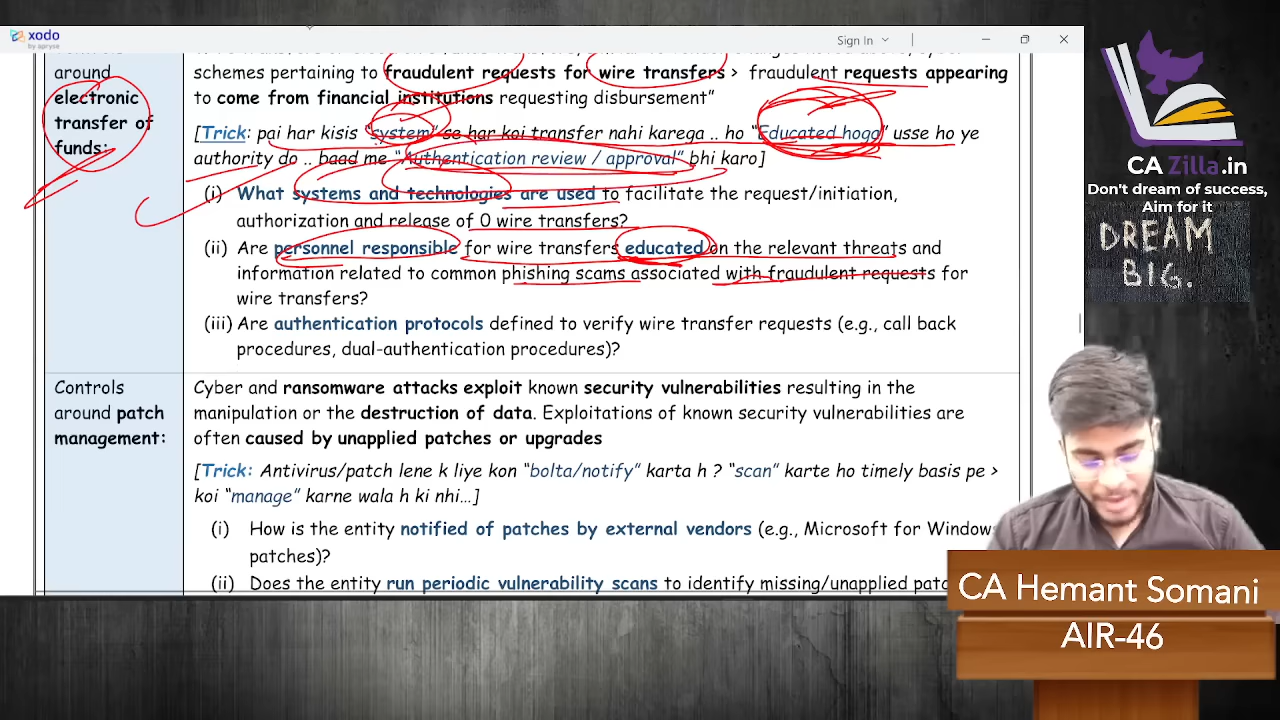 xodo
by apryse
Sign In
around
electronic
transfer of
funds:
schemes pertaining to fraudulent requests for wire transfers > fraudulent requests appearing
to come from financial institutions requesting disbursement"
[Trick: pai har kisis "system" se har koi transfer nahi karega .. ho "Educated hoga" usse ho ye
authority do .. baad me "Authentication review / approval" bhi karo]
(i) What systems and technologies are used to facilitate the request/initiation,
authorization and release of 0 wire transfers?
(ii) Are personnel responsible for wire transfers educated on the relevant threats and
information related to common phishing scams associated with fraudulent requests for
wire transfers?
(iii) Are authentication protocols defined to verify wire transfer requests (e.g., call back
procedures, dual-authentication procedures)?
Controls
around patch
management:
Cyber and ransomware attacks exploit known security vulnerabilities resulting in the
manipulation or the destruction of data. Exploitations of known security vulnerabilities are
often caused by unapplied patches or upgrades
[Trick: Antivirus/patch lene k liye kon "bolta/notify" karta h ? "scan" karte ho timely basis pe >
koi "manage" karne wala h ki nhi...]
(i) How is the entity notified of patches by external vendors (e.g., Microsoft for Window
patches)?
(ii) Does the entity run periodic vulnerability scans to identify missing/unapplied
CA Zilla.in
Don't dream of success,
Aim for it
DREAM
BIG.
CA Hemant Somani
AIR-46